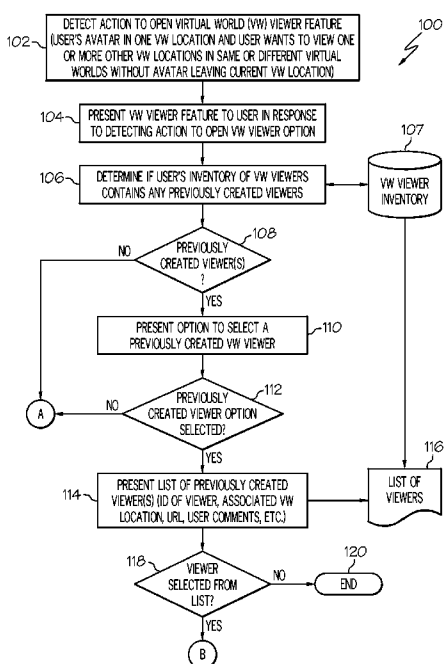 100
102
DETECT ACTION TO OPEN VIRTUAL WORLD (VW) VIEWER FEATURE
(USER'S AVATAR IN ONE VW LOCATION AND USER WANTS TO VIEW ONE
OR MORE OTHER VW LOCATIONS IN SAME OR DIFFERENT VIRTUAL
WORLDS WITHOUT AVATAR LEAVING CURRENT VW LOCATION)
104
PRESENT VW VIEWER FEATURE TO USER IN RESPONSE
TO DETECTING ACTION TO OPEN VW VIEWER OPTION
106
DETERMINE IF USER'S INVENTORY OF VW VIEWERS
CONTAINS ANY PREVIOUSLY CREATED VIEWERS
107
VW VIEWER
INVENTORY
108
PREVIOUSLY
CREATED VIEWER(S)
?
NO
YES
110
PRESENT OPTION TO SELECT A
PREVIOUSLY CREATED VW VIEWER
112
PREVIOUSLY
CREATED VIEWER OPTION
SELECTED?
NO
A
YES
114
PRESENT LIST OF PREVIOUSLY CREATED
VIEWER(S) (ID OF VIEWER, ASSOCIATED VW
LOCATION, URL, USER COMMENTS, ETC.)
116
LIST OF
VIEWERS
118
VIEWER
SELECTED FROM
LIST?
NO
120
END
YES
B